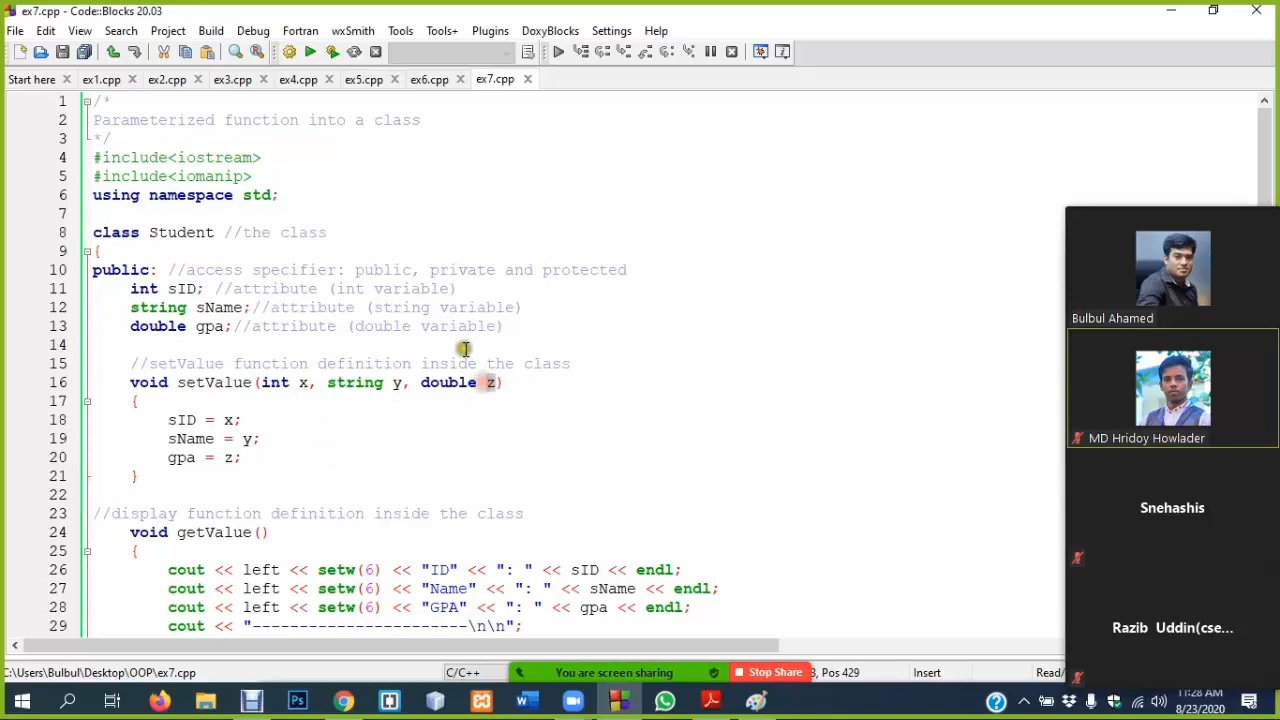 ex7.cpp - Code::Blocks 20.03
File Edit View Search Project Build Debug Fortran wxSmith Tools Tools+ Plugins DoxyBlocks Settings Help
Start here ex1.cpp ex2.cpp ex3.cpp ex4.cpp ex5.cpp ex6.cpp ex7.cpp
1 /*
2 Parameterized function into a class
3 */
4 #include<iostream>
5 #include<iomanip>
6 using namespace std;
7
8 class Student //the class
9 {
10 public: //access specifier: public, private and protected
11 int sID; //attribute (int variable)
12 string sName;//attribute (string variable)
13 double gpa;//attribute (double variable)
14
15 //setValue function definition inside the class
16 void setValue(int x, string y, double z)
17 {
18 sID = x;
19 sName = y;
20 gpa = z;
21 }
22
23 //display function definition inside the class
24 void getValue()
25 {
26 cout << left << setw(6) << "ID" << ": " << sID << endl;
27 cout << left << setw(6) << "Name" << ": " << sName << endl;
28 cout << left << setw(6) << "GPA" << ": " << gpa << endl;
29 cout << "-----------------------\n\n";
Bulbul Ahamed
MD Hridoy Howlader
Snehashis
Razib Uddin(cse...
C:\Users\Bulbul\Desktop\OOP\ex7.cpp C/C++ You are screen sharing Stop Share 3, Pos 429 Insert Read/
11:28 AM
8/23/2020